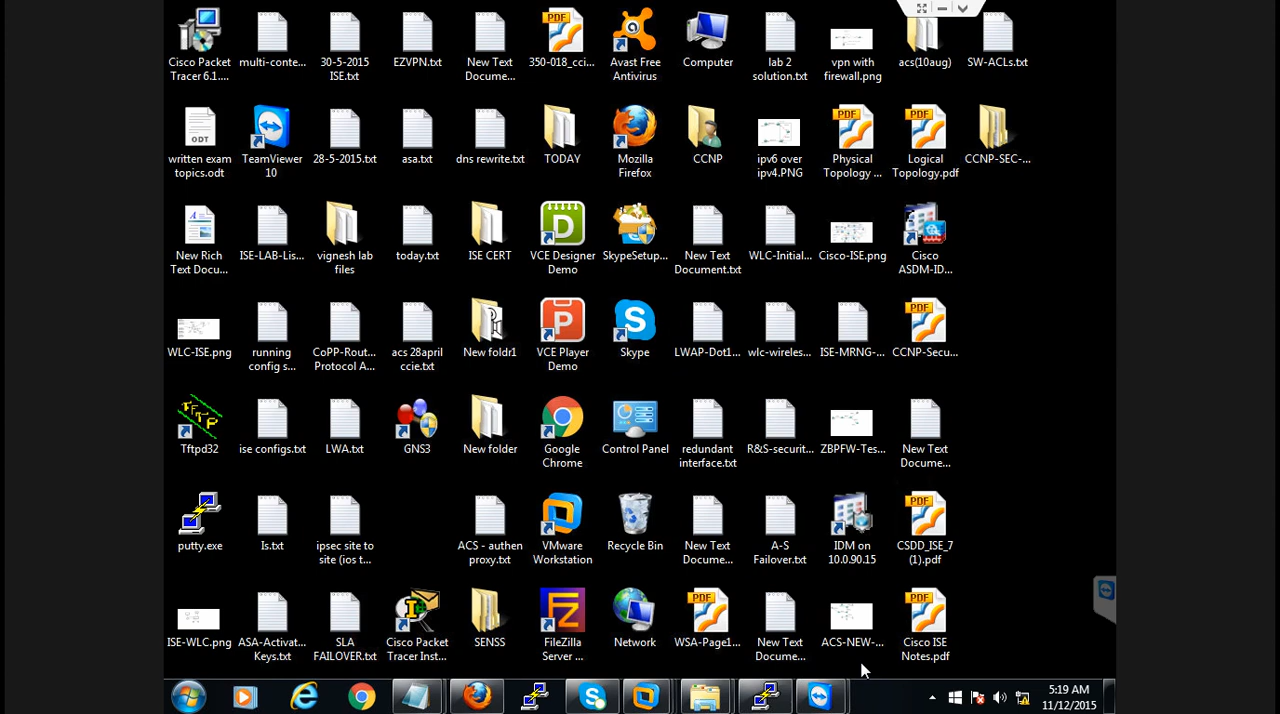 Cisco Packet
Tracer 6.1....
multi-conte...
30-5-2015
ISE.txt
EZVPN.txt
New Text
Docume...
PDF
350-018_cci...
Avast Free
Antivirus
Computer
lab 2
solution.txt
vpn with
firewall.png
acs(10aug)
SW-ACLs.txt
ODT
written exam
topics.odt
TeamViewer
10
28-5-2015.txt
asa.txt
dns rewrite.txt
TODAY
Mozilla
Firefox
CCNP
ipv6 over
ipv4.PNG
PDF
Physical
Topology ...
PDF
Logical
Topology.pdf
CCNP-SEC-...
New Rich
Text Docu...
ISE-LAB-Lis...
vignesh lab
files
today.txt
ISE CERT
D
VCE Designer
Demo
SkypeSetup...
New Text
Document.txt
WLC-Initial...
Cisco-ISE.png
Cisco
ASDM-ID...
WLC-ISE.png
running
config s...
CoPP-Rout...
Protocol A...
acs 28april
ccie.txt
New foldr1
P
VCE Player
Demo
S
Skype
LWAP-Dot1...
wlc-wireles...
ISE-MRNG-...
PDF
CCNP-Secu...
TFTP
Tftpd32
ise configs.txt
LWA.txt
GNS3
New folder
Google
Chrome
Control Panel
redundant
interface.txt
R&S-securit...
ZBPFW-Tes...
New Text
Docume...
putty.exe
Is.txt
ipsec site to
site (ios t...
ACS - authen
proxy.txt
VMware
Workstation
Recycle Bin
New Text
Docume...
A-S
Failover.txt
IDM on
10.0.90.15
PDF
CSDD_ISE_7
(1).pdf
ISE-WLC.png
ASA-Activat...
Keys.txt
SLA
FAILOVER.txt
Cisco Packet
Tracer Inst...
SENSS
FZ
FileZilla
Server ...
Network
PDF
WSA-Page1...
New Text
Docume...
ACS-NEW-...
PDF
Cisco ISE
Notes.pdf
5:19 AM
11/12/2015